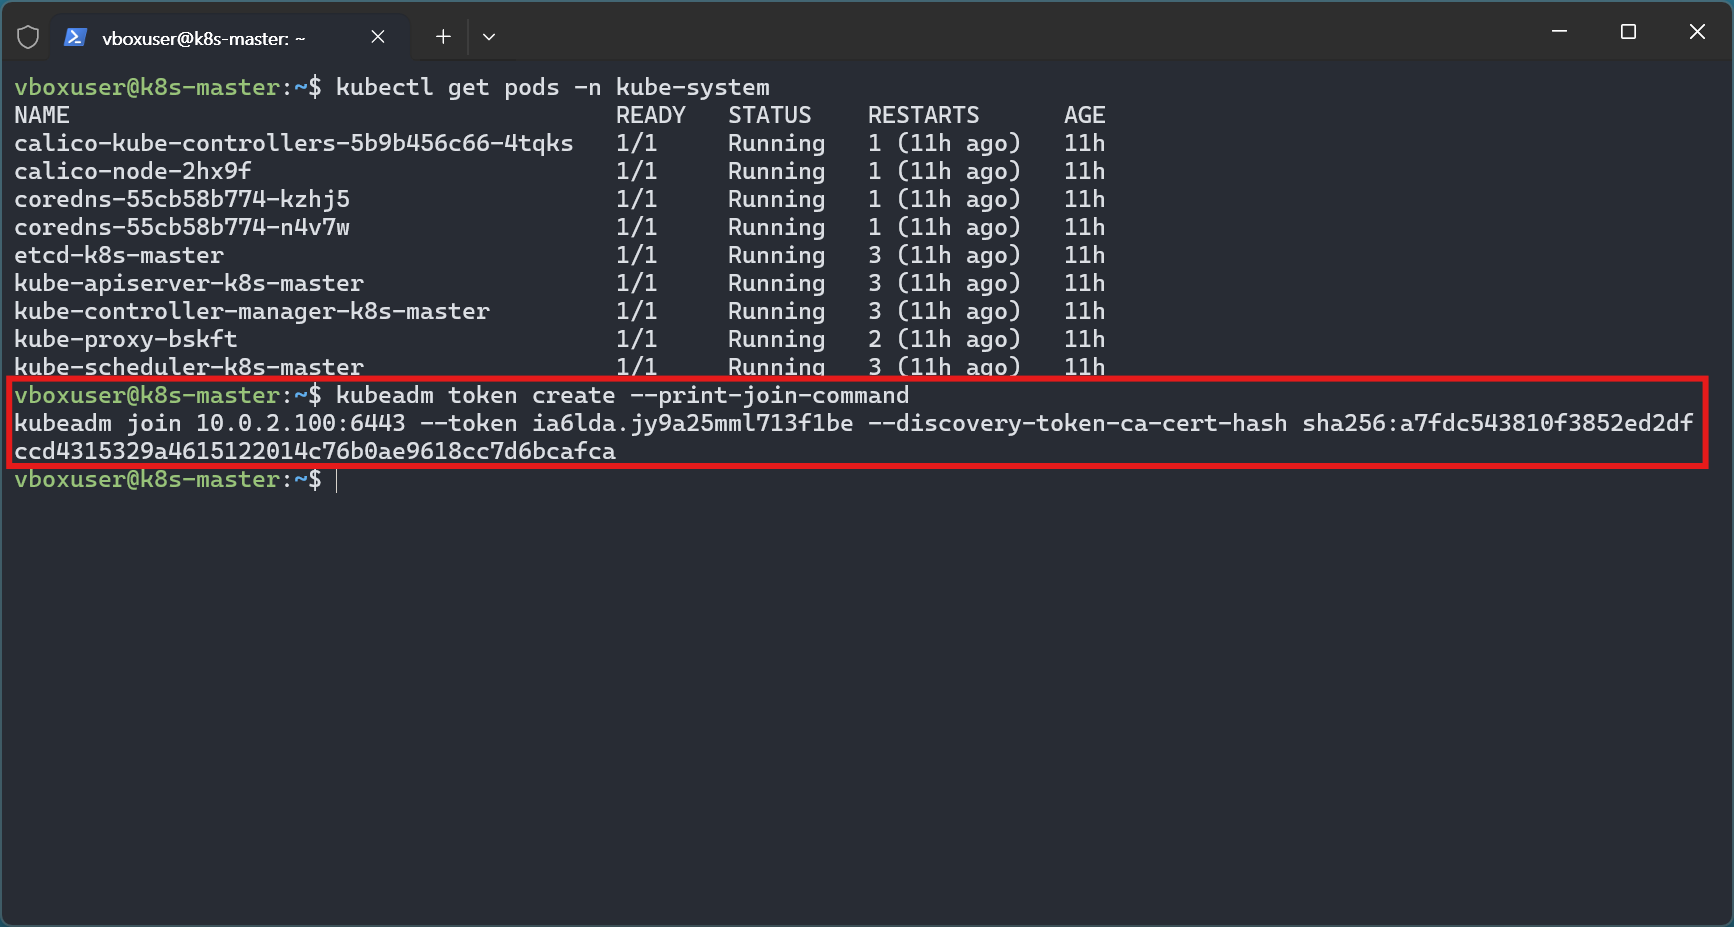 vboxuser@k8s-master: ~
vboxuser@k8s-master:~$ kubectl get pods -n kube-system
NAME READY STATUS RESTARTS AGE
calico-kube-controllers-5b9b456c66-4tqks 1/1 Running 1 (11h ago) 11h
calico-node-2hx9f 1/1 Running 1 (11h ago) 11h
coredns-55cb58b774-kzhj5 1/1 Running 1 (11h ago) 11h
coredns-55cb58b774-n4v7w 1/1 Running 1 (11h ago) 11h
etcd-k8s-master 1/1 Running 3 (11h ago) 11h
kube-apiserver-k8s-master 1/1 Running 3 (11h ago) 11h
kube-controller-manager-k8s-master 1/1 Running 3 (11h ago) 11h
kube-proxy-bskft 1/1 Running 2 (11h ago) 11h
kube-scheduler-k8s-master 1/1 Running 3 (11h ago) 11h
vboxuser@k8s-master:~$ kubeadm token create --print-join-command
kubeadm join 10.0.2.100:6443 --token ia6lda.jy9a25mml713f1be --discovery-token-ca-cert-hash sha256:a7fdc543810f3852ed2df
ccd4315329a4615122014c76b0ae9618cc7d6bcafca
vboxuser@k8s-master:~$